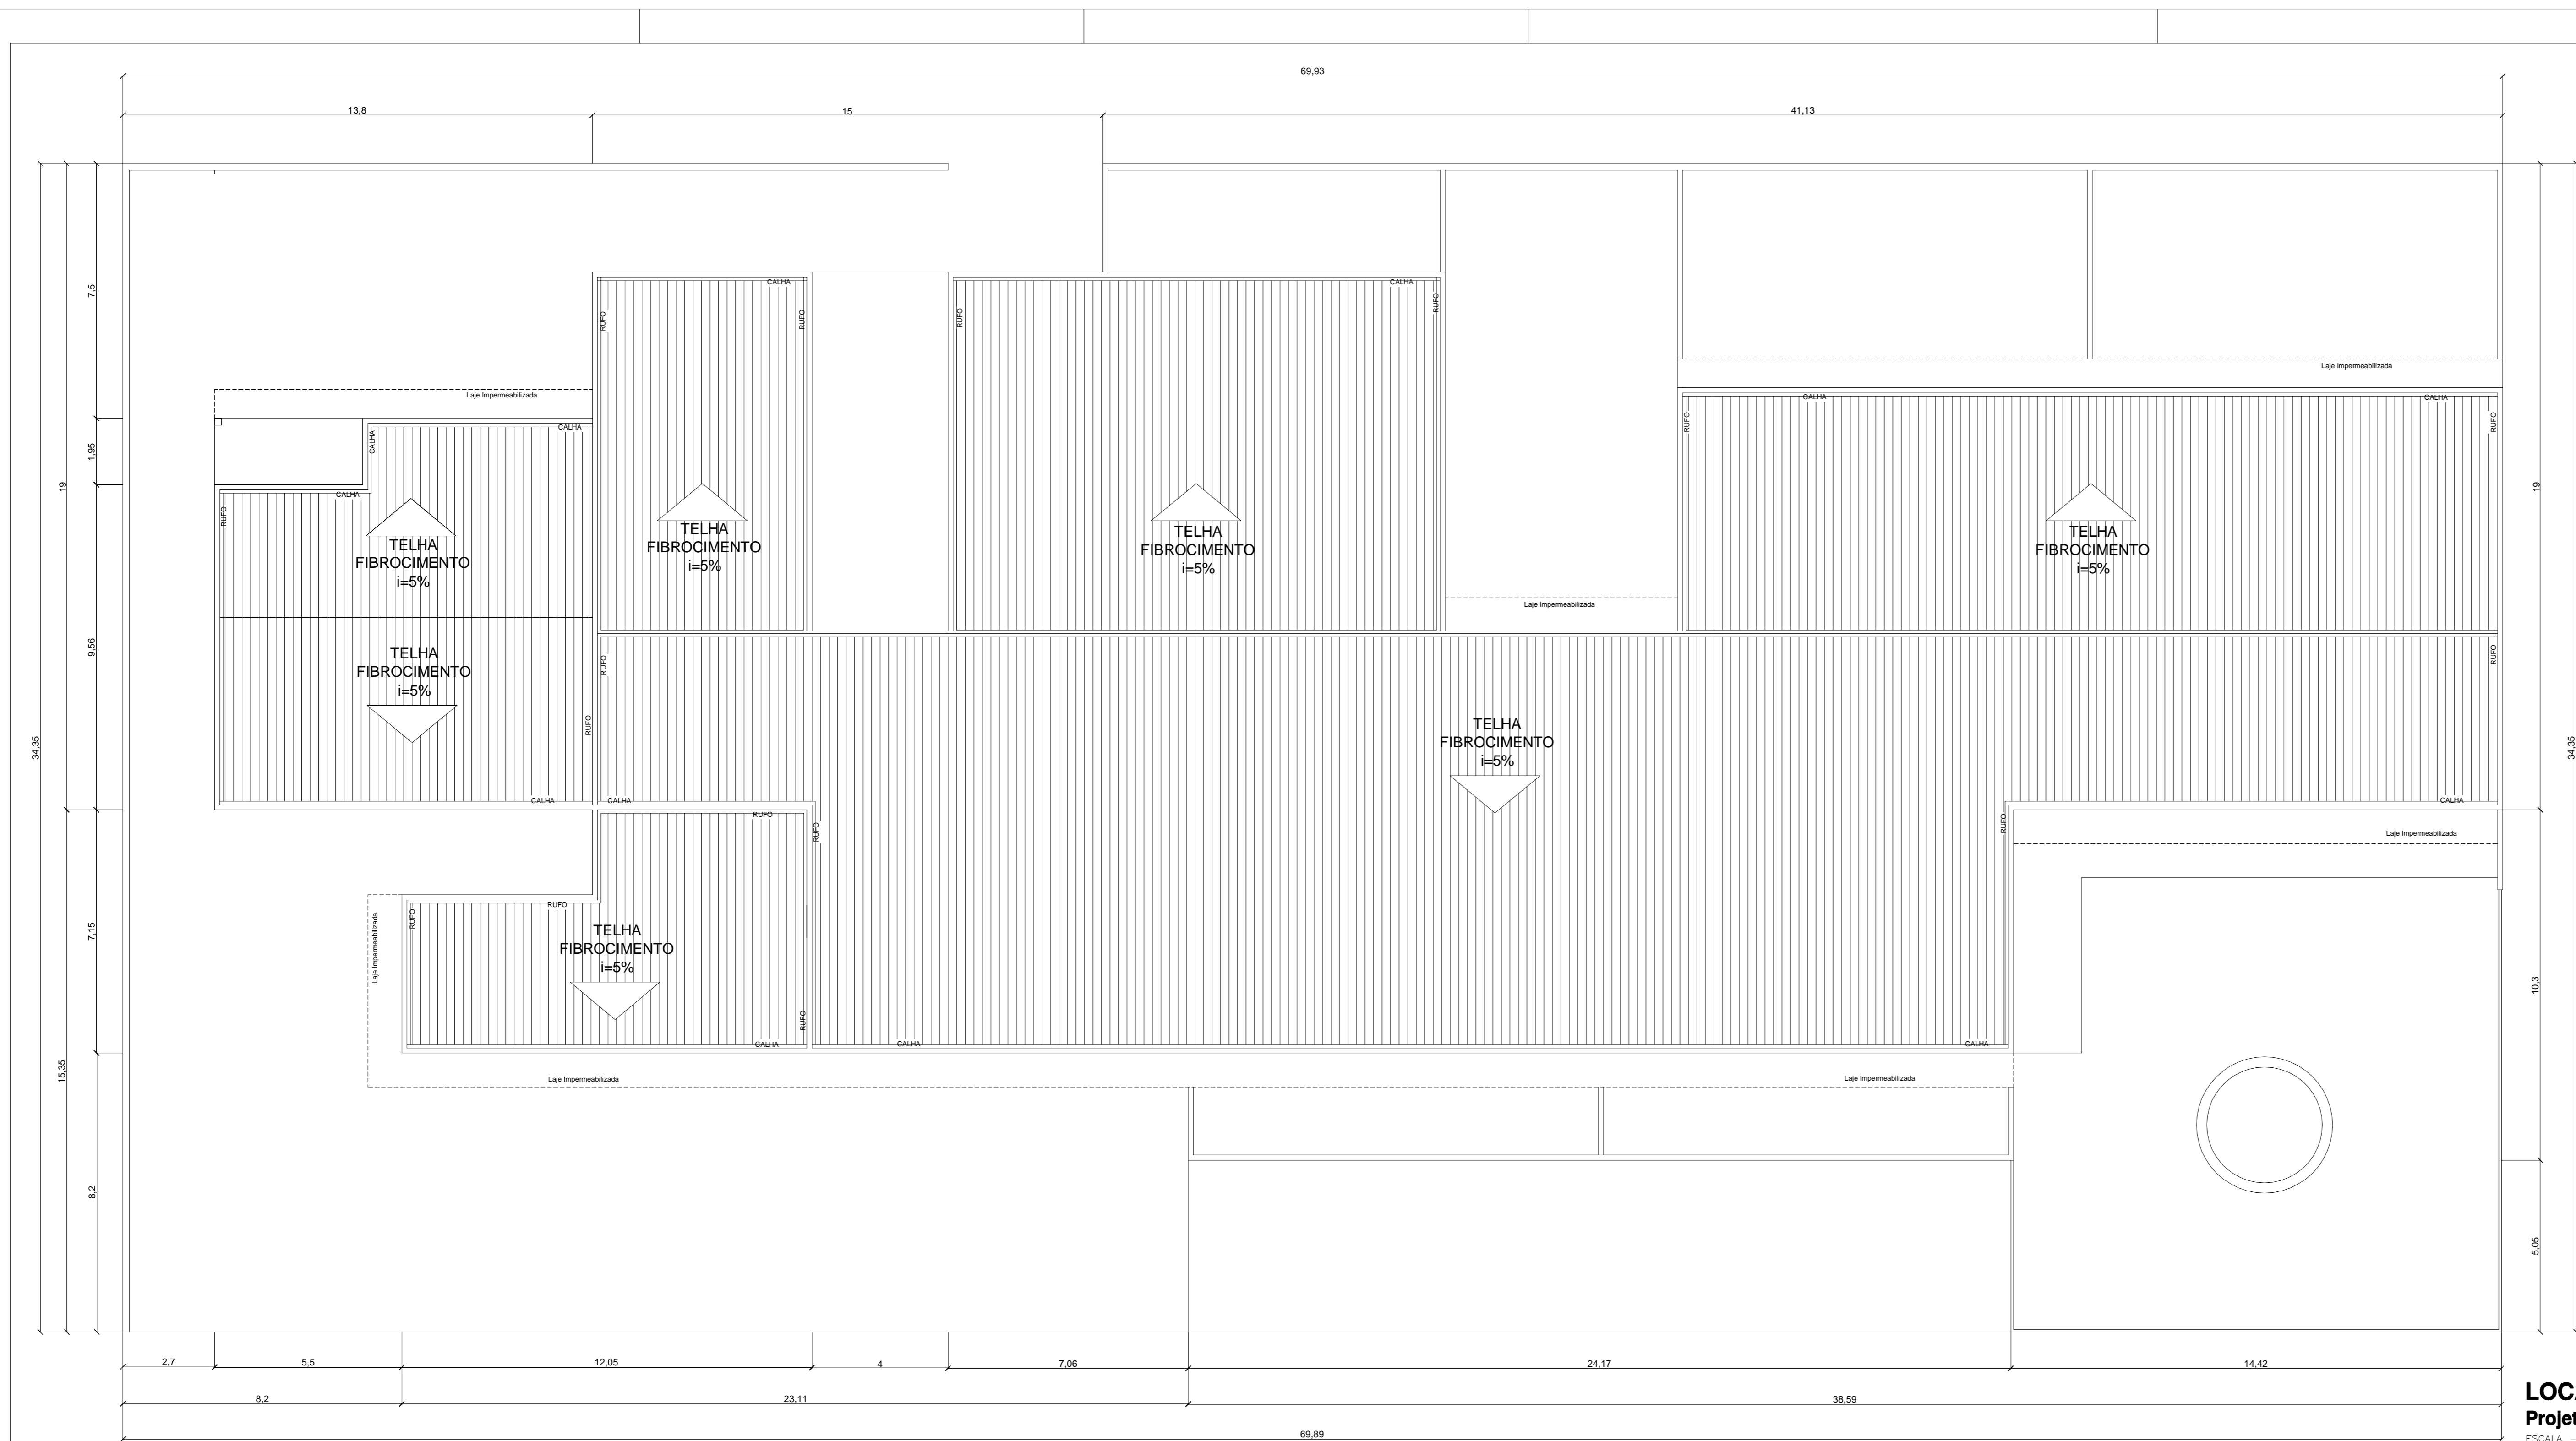 69,93
13,8
15
41,13
34,35
19
7,5
1,95
9,56
7,15
15,35
8,2
CALHA
RUFO
RUFO
CALHA
RUFO
RUFO
Laje Impermeabilizada
Laje Impermeabilizada
CALHA
CALHA
CALHA
RUFO
RUFO
CALHA
CALHA
RUFO
TELHA
FIBROCIMENTO
i=5%
TELHA
FIBROCIMENTO
i=5%
TELHA
FIBROCIMENTO
i=5%
TELHA
FIBROCIMENTO
i=5%
Laje Impermeabilizada
TELHA
FIBROCIMENTO
i=5%
RUFO
RUFO
RUFO
TELHA
FIBROCIMENTO
i=5%
CALHA
CALHA
CALHA
RUFO
RUFO
RUFO
Laje Impermeabilizada
RUFO
RUFO
Laje Impermeabilizada
TELHA
FIBROCIMENTO
i=5%
RUFO
CALHA
CALHA
CALHA
Laje Impermeabilizada
Laje Impermeabilizada
19
34,35
10,3
5,05
2,7
5,5
12,05
4
7,06
24,17
14,42
8,2
23,11
38,59
69,89
LOCA
Projet
ESCALA